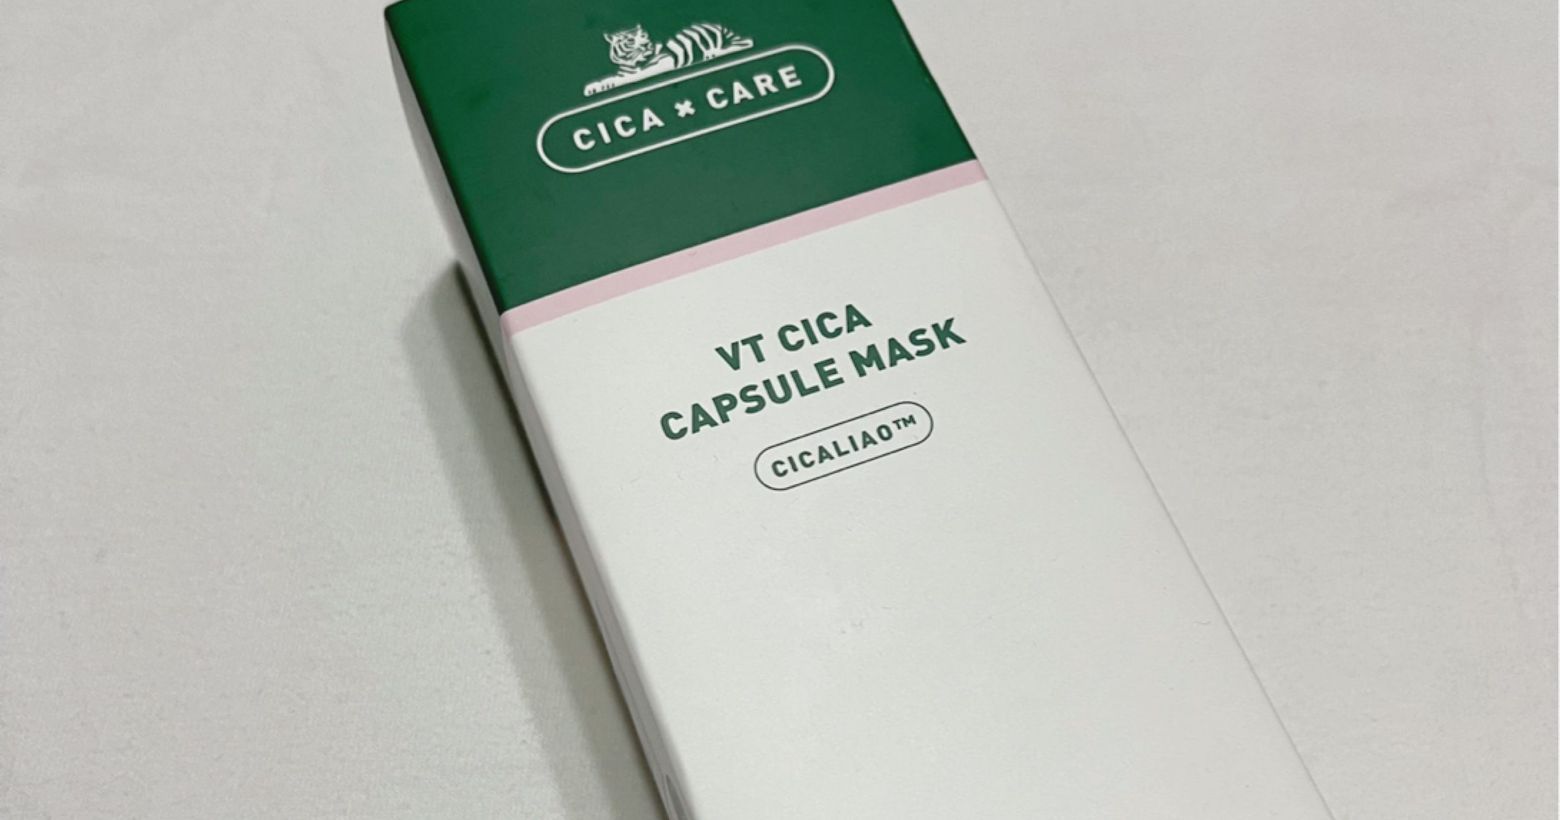 CICA × CARE
VT CICA
CAPSULE MASK
CICALIAO™